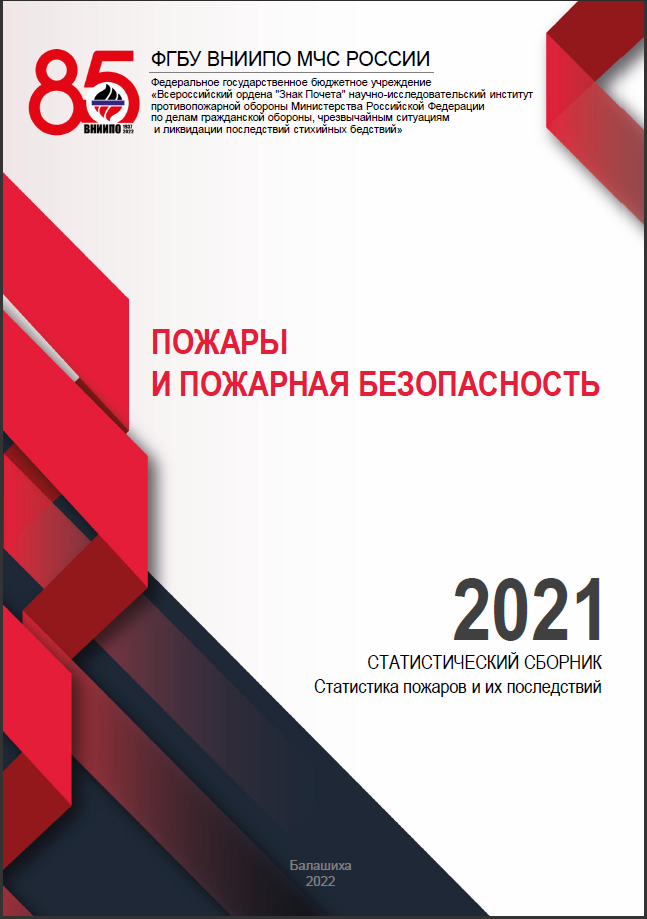 85
ВНИИПО 1937
2022
ФГБУ ВНИИПО МЧС РОССИИ
Федеральное государственное бюджетное учреждение
«Всероссийский ордена "Знак Почета" научно-исследовательский институт
противопожарной обороны Министерства Российской Федерации
по делам гражданской обороны, чрезвычайным ситуациям
и ликвидации последствий стихийных бедствий»
ПОЖАРЫ
И ПОЖАРНАЯ БЕЗОПАСНОСТЬ
2021
СТАТИСТИЧЕСКИЙ СБОРНИК
Статистика пожаров и их последствий
Балашиха
2022